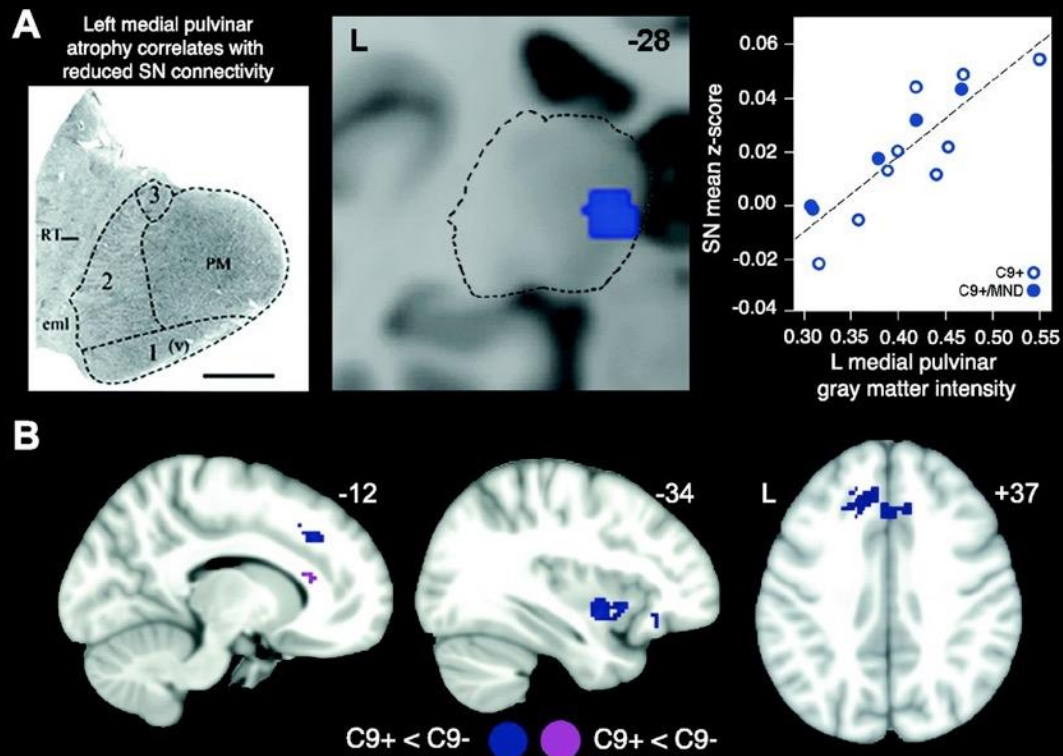 A
Left medial pulvinar
atrophy correlates with
reduced SN connectivity
3
RT
2
PM
eml
1 (v)
L
-28
SN mean z-score
0.06
0.04
0.02
0.00
-0.02
-0.04
C9+
C9+/MND
0.30 0.35 0.40 0.45 0.50 0.55
L medial pulvinar
gray matter intensity
B
-12
-34
L
+37
C9+ < C9- C9+ < C9-